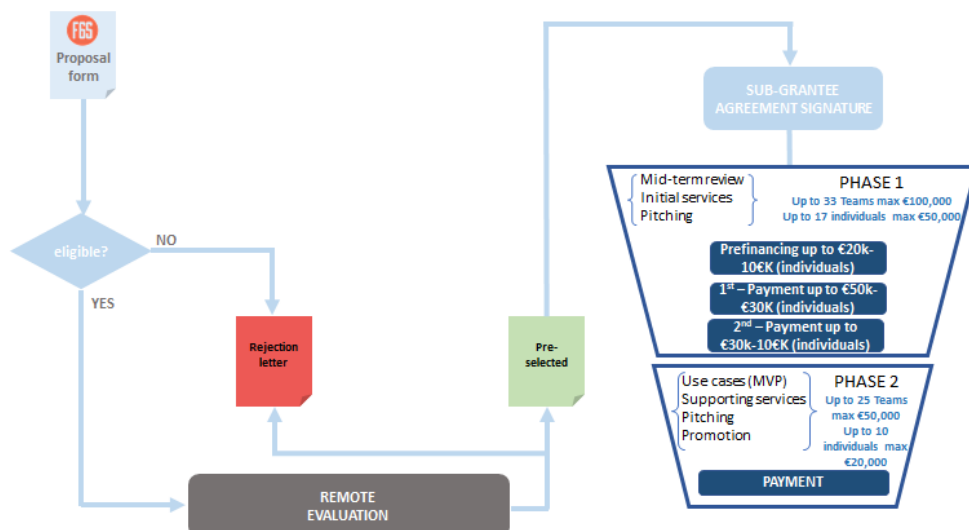 FGS
Proposal
form
eligible?
NO
YES
Rejection
letter
Pre-
selected
REMOTE
EVALUATION
SUB-GRANTEE
AGREEMENT SIGNATURE
Mid-term review
Initial services
Pitching
PHASE 1
Up to 33 Teams max €100,000
Up to 17 individuals max €50,000
Prefinancing up to €20k-
10€K (individuals)
1st – Payment up to €50k-
€30K (individuals)
2nd – Payment up to
€30k-10€K (individuals)
Use cases (MVP)
Supporting services
Pitching
Promotion
PHASE 2
Up to 25 Teams
max €50,000
Up to 10
individuals max
€20,000
PAYMENT